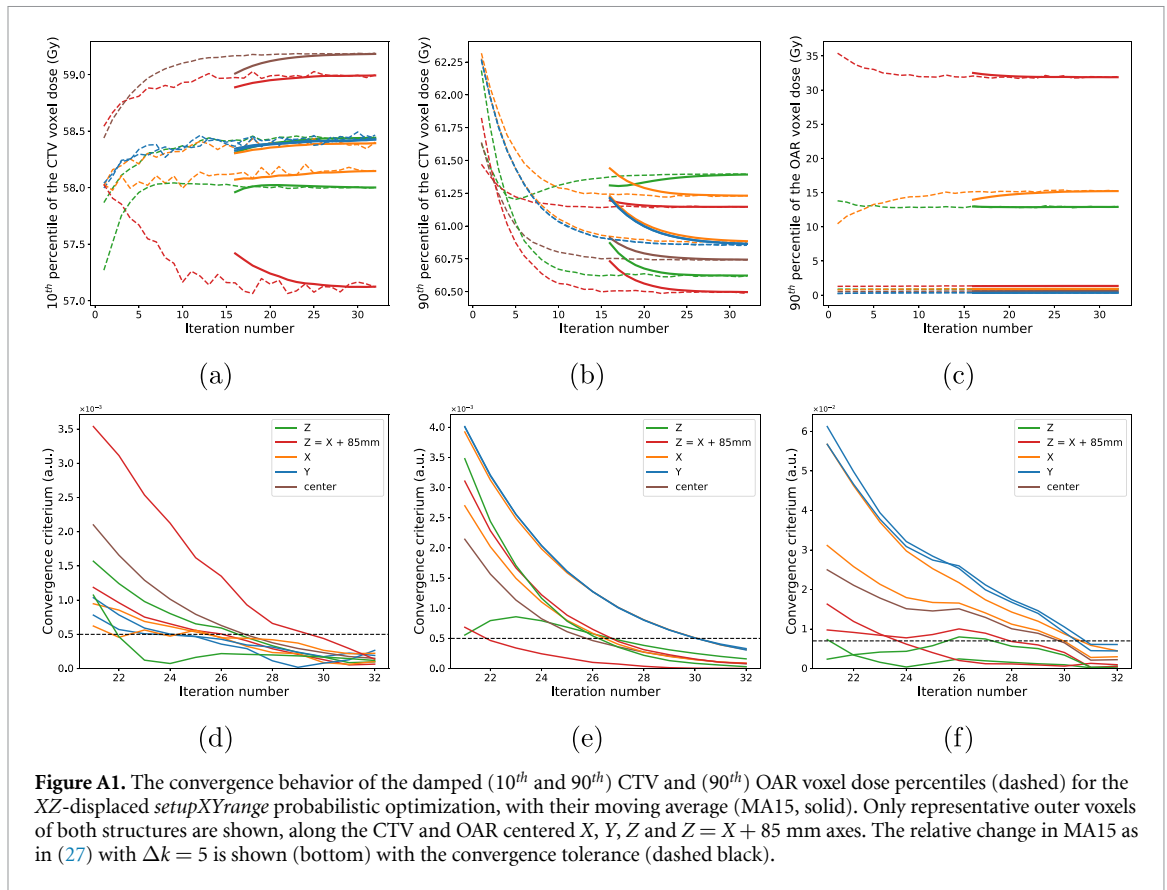 10th percentile of the CTV voxel dose (Gy)
59.0
58.5
58.0
57.5
57.0
0 5 10 15 20 25 30
Iteration number
(a)
90th percentile of the CTV voxel dose (Gy)
62.25
62.00
61.75
61.50
61.25
61.00
60.75
60.50
0 5 10 15 20 25 30
Iteration number
(b)
90th percentile of the OAR voxel dose (Gy)
35
30
25
20
15
10
5
0
0 5 10 15 20 25 30
Iteration number
(c)
×10⁻³
Convergence criterium (a.u.)
3.5
3.0
2.5
2.0
1.5
1.0
0.5
0.0
22 24 26 28 30 32
Iteration number
Z
Z = X + 85mm
X
Y
center
(d)
×10⁻³
Convergence criterium (a.u.)
4.0
3.5
3.0
2.5
2.0
1.5
1.0
0.5
0.0
22 24 26 28 30 32
Iteration number
Z
Z = X + 85mm
X
Y
center
(e)
×10⁻²
Convergence criterium (a.u.)
6
5
4
3
2
1
0
22 24 26 28 30 32
Iteration number
Z
Z = X + 85mm
X
Y
center
(f)
Figure A1. The convergence behavior of the damped (10th and 90th) CTV and (90th) OAR voxel dose percentiles (dashed) for the
XZ-displaced setupXYrange probabilistic optimization, with their moving average (MA15, solid). Only representative outer voxels
of both structures are shown, along the CTV and OAR centered X, Y, Z and Z = X + 85 mm axes. The relative change in MA15 as
in (27) with Δk = 5 is shown (bottom) with the convergence tolerance (dashed black).